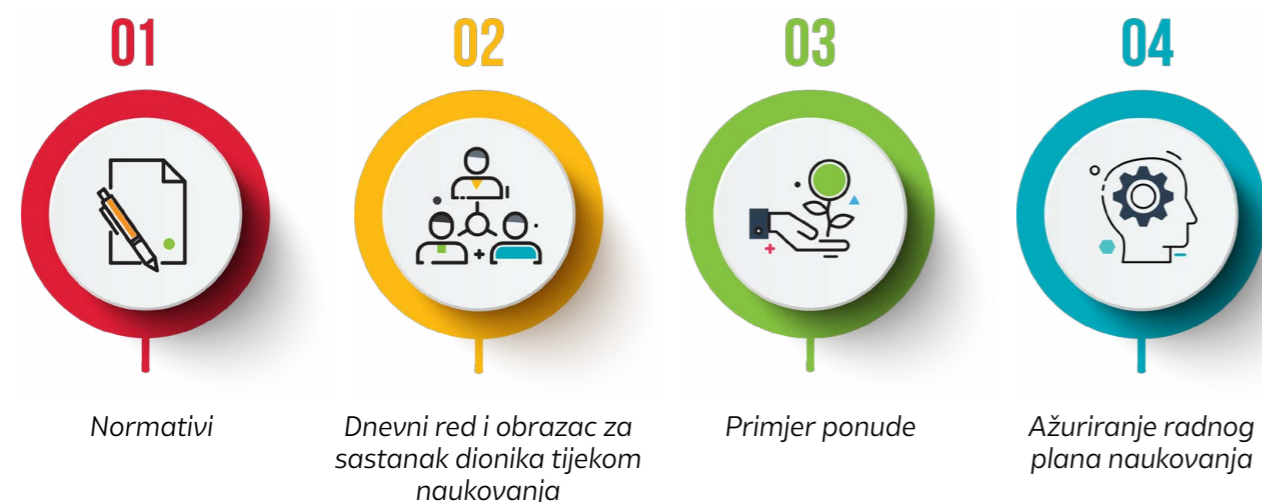 01
02
03
04
Normativi
Dnevni red i obrazac za
sastanak dionika tijekom
naukovanja
Primjer ponude
Ažuriranje radnog
plana naukovanja